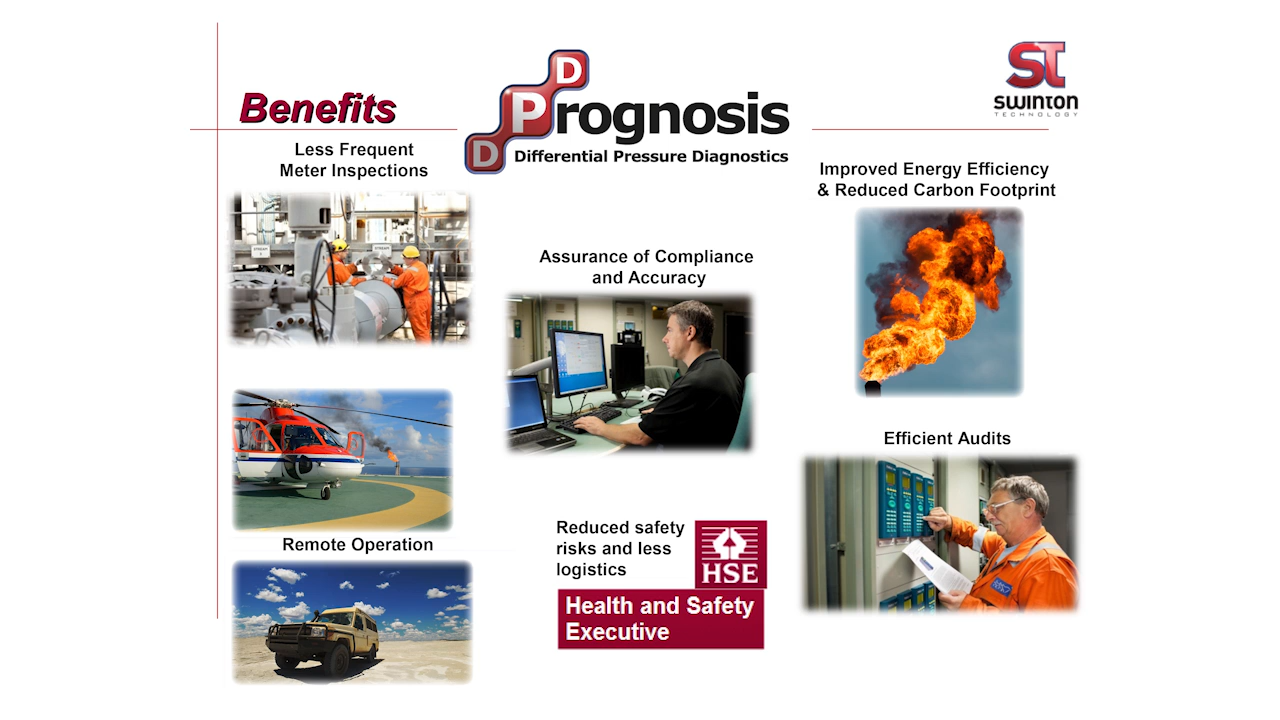 Benefits
D
P
D
Prognosis
Differential Pressure Diagnostics
ST
SWINTON
TECHNOLOGY
Less Frequent
Meter Inspections
Improved Energy Efficiency
& Reduced Carbon Footprint
Assurance of Compliance
and Accuracy
Efficient Audits
Remote Operation
Reduced safety
risks and less
logistics
HSE
Health and Safety
Executive
STREAM
STREAM